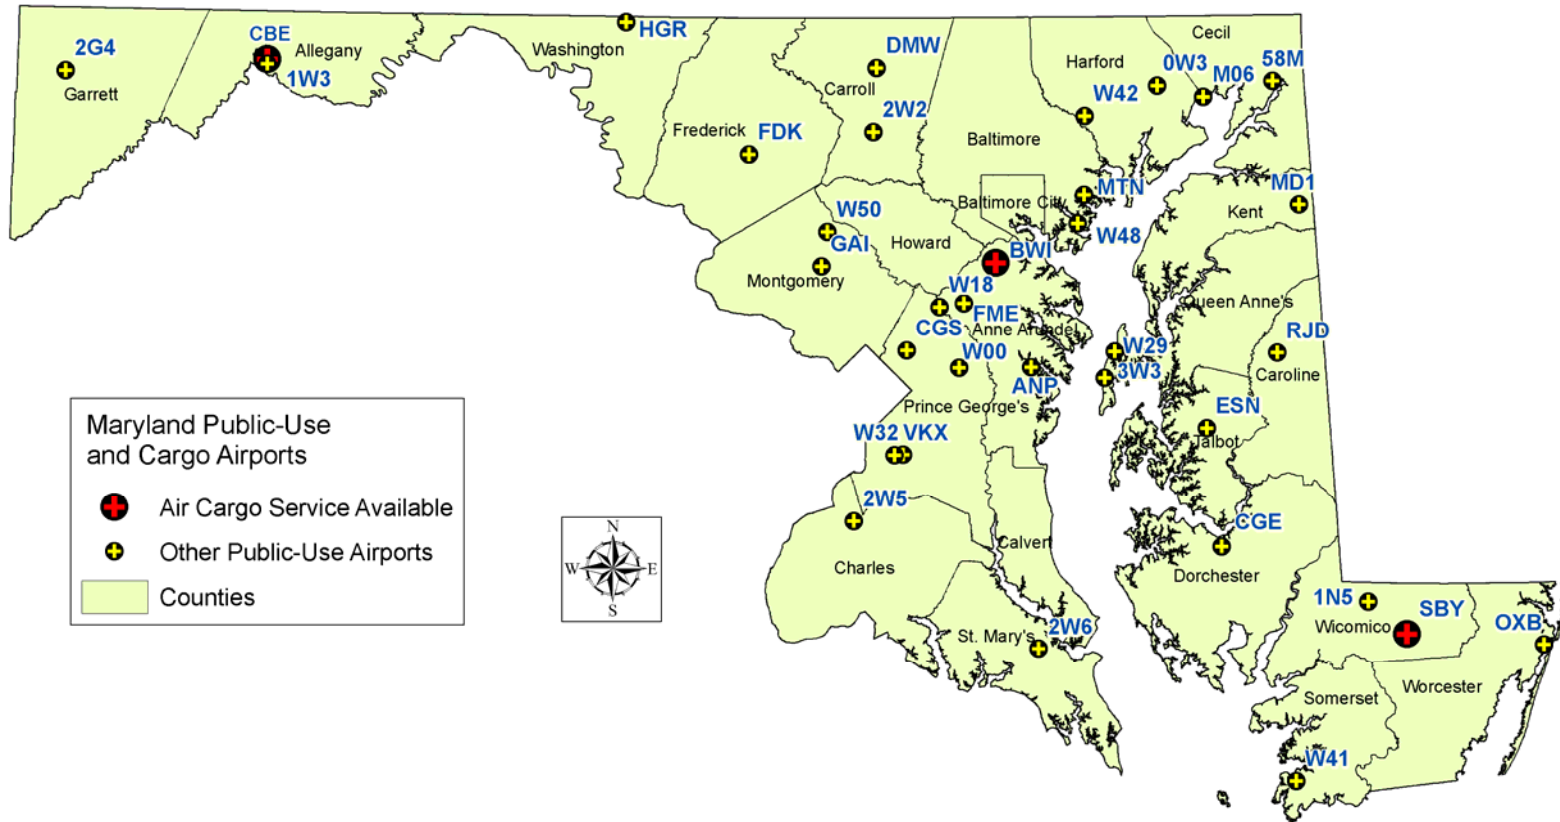 2G4
Garrett
CBE
Allegany
1W3
Washington
HGR
DMW
Carroll
2W2
Frederick
FDK
Harford
0W3
Cecil
M06
58M
W42
Baltimore
MTN
Baltimore City
W48
MD1
Kent
W50
GAI
Howard
BWI
Montgomery
W18
FME
CGS
Anne Arundel
W00
ANP
Queen Anne's
W29
3W3
RJD
Caroline
Prince George's
ESN
Talbot
W32
VKX
2W5
Charles
Calvert
CGE
Dorchester
St. Mary's
2W6
1N5
Wicomico
SBY
OXB
Somerset
Worcester
W41
Maryland Public-Use
and Cargo Airports
Air Cargo Service Available
Other Public-Use Airports
Counties
N
W E
S